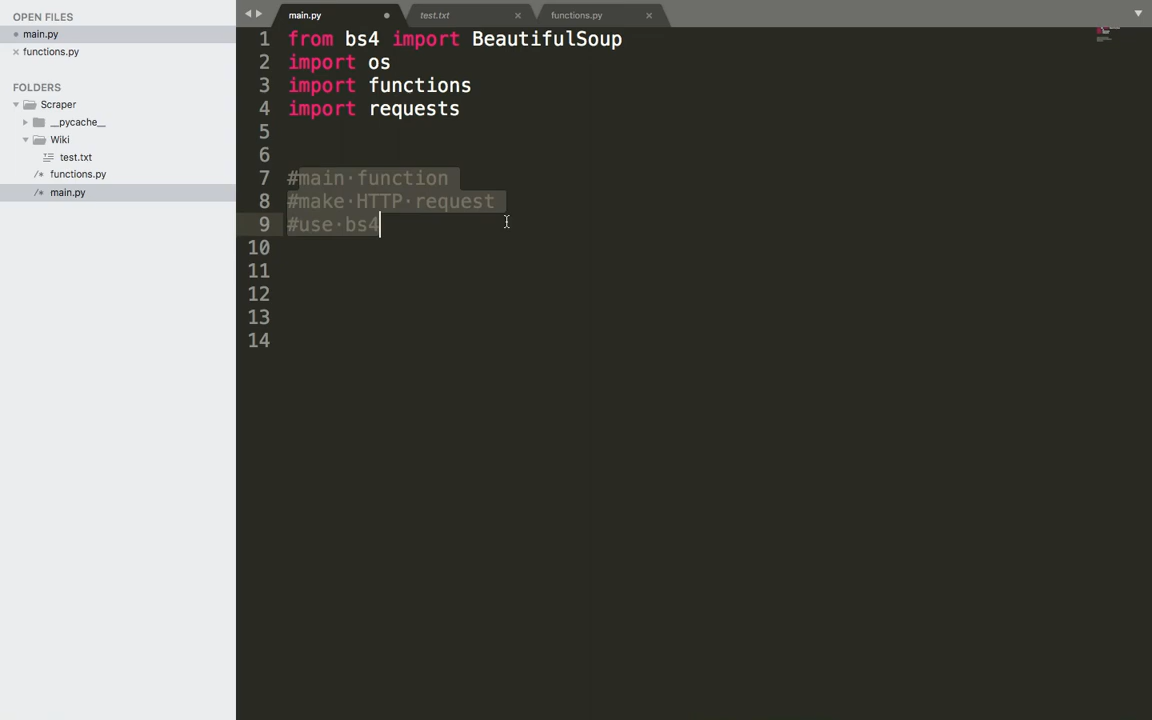 OPEN FILES
main.py
functions.py
FOLDERS
Scraper
__pycache__
Wiki
test.txt
functions.py
main.py
main.py
test.txt
functions.py
1 from bs4 import BeautifulSoup
2 import os
3 import functions
4 import requests
5
6
7 #main function
8 #make HTTP request
9 #use bs4
10
11
12
13
14